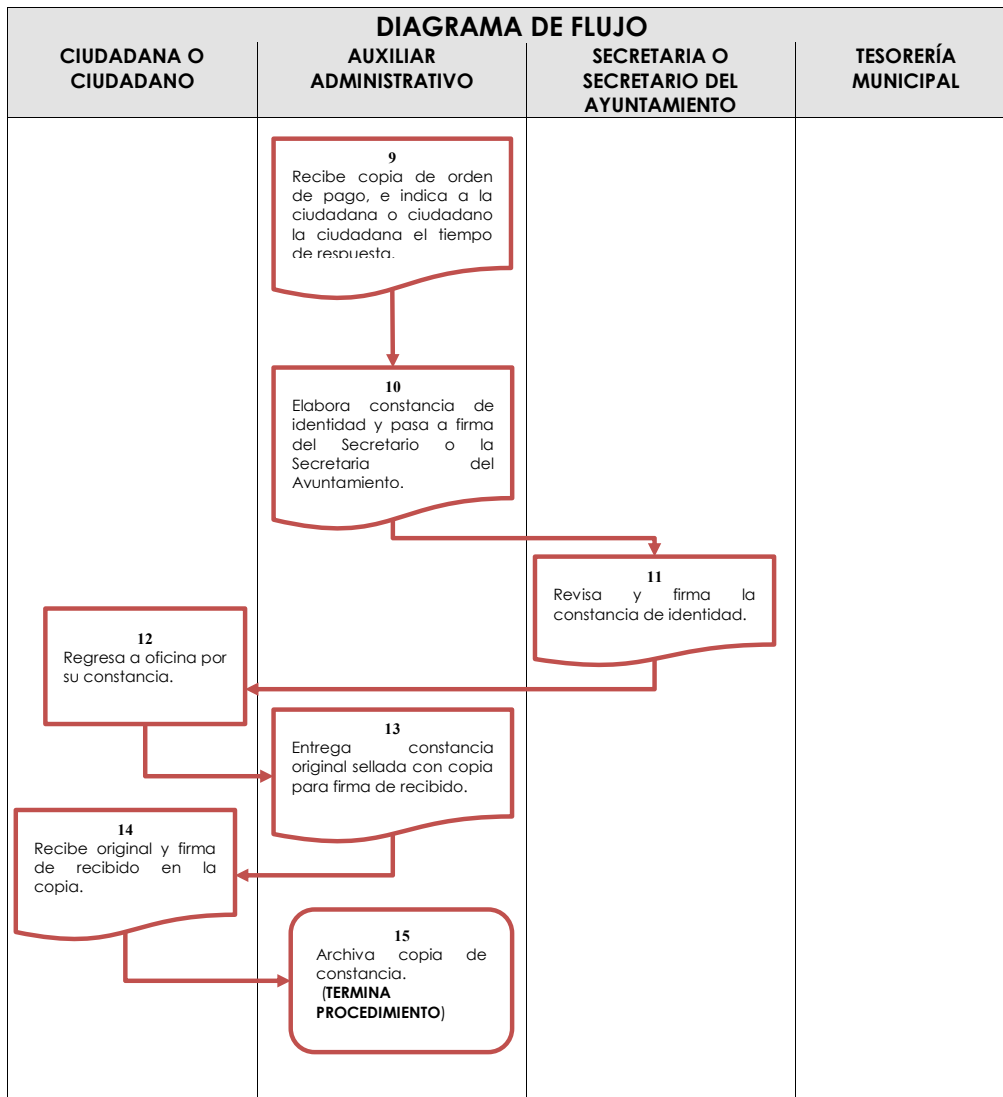 DIAGRAMA DE FLUJO
CIUDADANA O
CIUDADANO
AUXILIAR
ADMINISTRATIVO
SECRETARIA O
SECRETARIO DEL
AYUNTAMIENTO
TESORERÍA
MUNICIPAL
9
Recibe copia de orden
de pago, e indica a la
ciudadana o ciudadano
la ciudadana el tiempo
de respuesta.
10
Elabora constancia de
identidad y pasa a firma
del Secretario o la
Secretaria del
Ayuntamiento.
11
Revisa y firma la
constancia de identidad.
12
Regresa a oficina por
su constancia.
13
Entrega constancia
original sellada con copia
para firma de recibido.
14
Recibe original y firma
de recibido en la
copia.
15
Archiva copia de
constancia.
(TERMINA
PROCEDIMIENTO)